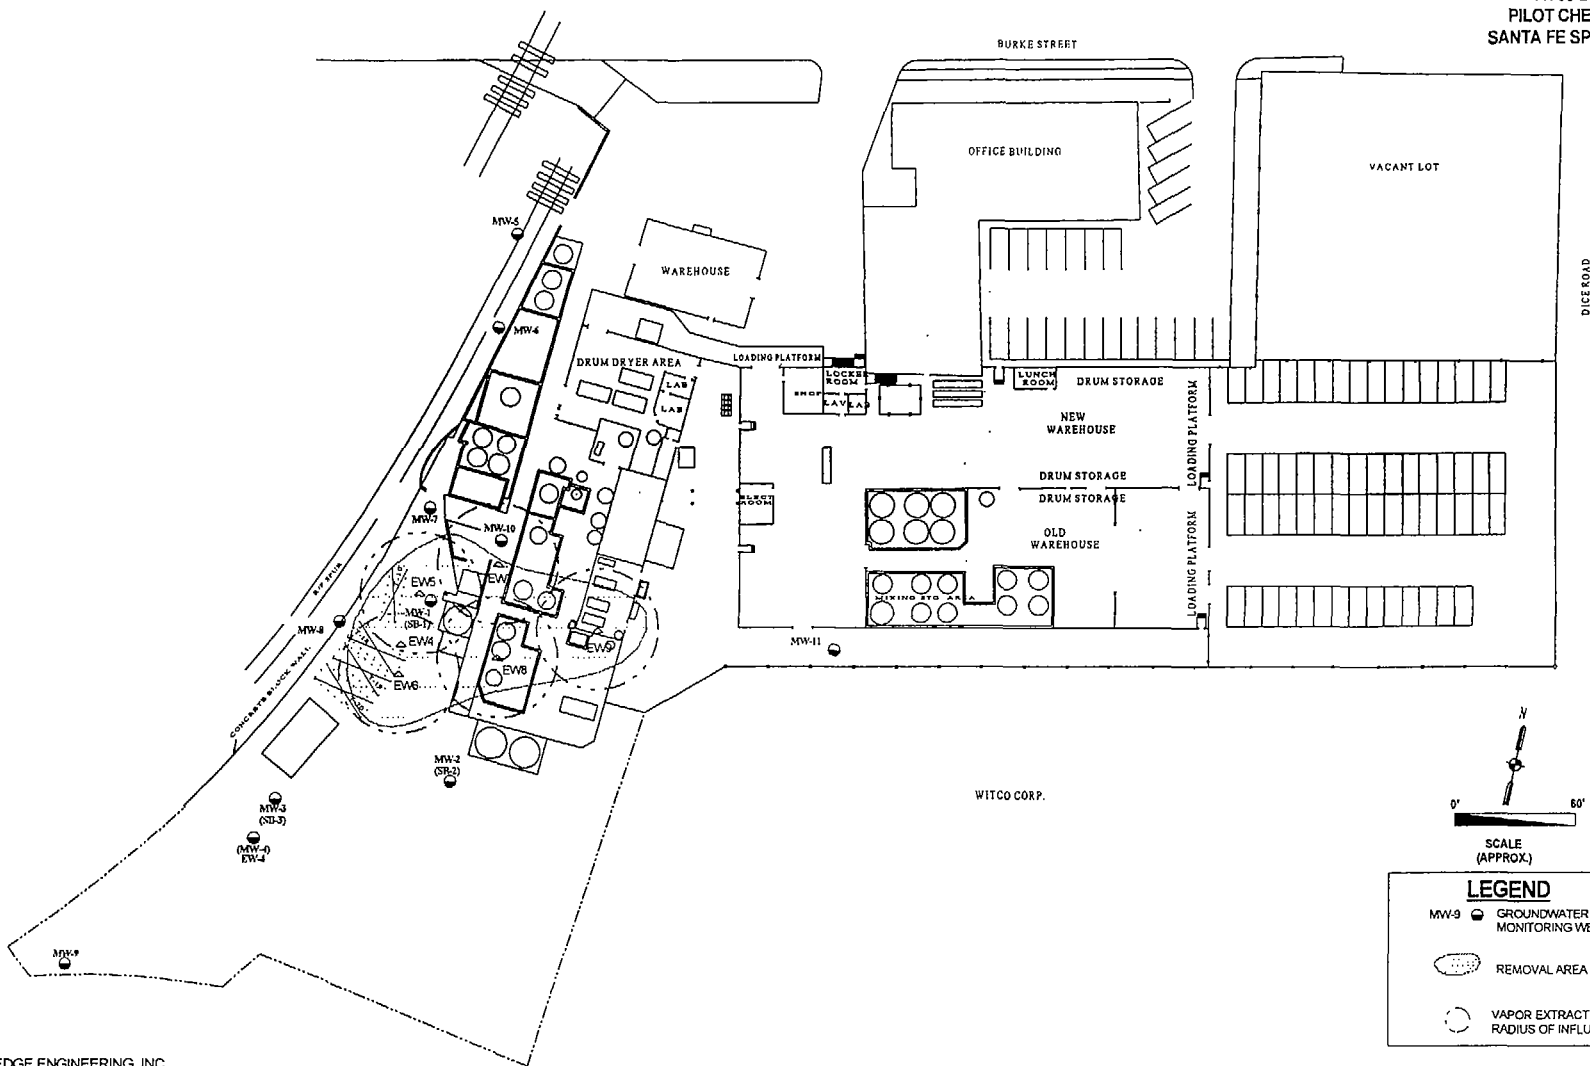 PILOT CHE
SANTA FE SP
BURKE STREET
OFFICE BUILDING
VACANT LOT
DICE ROAD
MW-5
WAREHOUSE
MW-6
DRUM DRYER AREA
LAB
LAB
LOADING PLATFORM
LOCKER
ROOM
SHOP
LAV
LAB
LUNCH
ROOM
DRUM STORAGE
NEW
WAREHOUSE
LOADING PLATFORM
DRUM STORAGE
DRUM STORAGE
ELECT
ROOM
OLD
WAREHOUSE
LOADING PLATFORM
MIXING STG. AREA
MW-7
MW-10
R/P SPUR
EW5
EW7
MW-1
(SB-1)
MW-8
EW4
EW9
EW6
EW8
MW-11
CONCRETE BLOCK WALL
MW-2
(SB-2)
MW-3
(SB-3)
(MW-4)
EW-4
MW-9
WITCO CORP.
N
0'
60'
SCALE
(APPROX.)
LEGEND
MW-9
GROUNDWATER
MONITORING WE
REMOVAL AREA
VAPOR EXTRACT
RADIUS OF INFLU
EDGE ENGINEERING, INC.